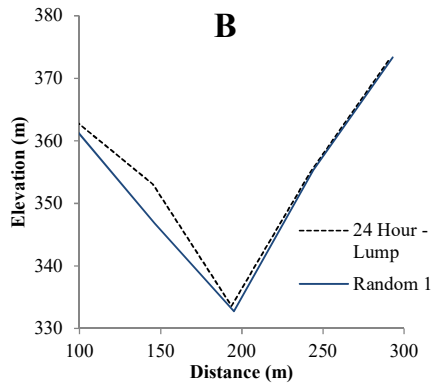 B
380
370
360
350
340
330
Elevation (m)
24 Hour -
Lump
Random 1
100
150
200
250
300
Distance (m)